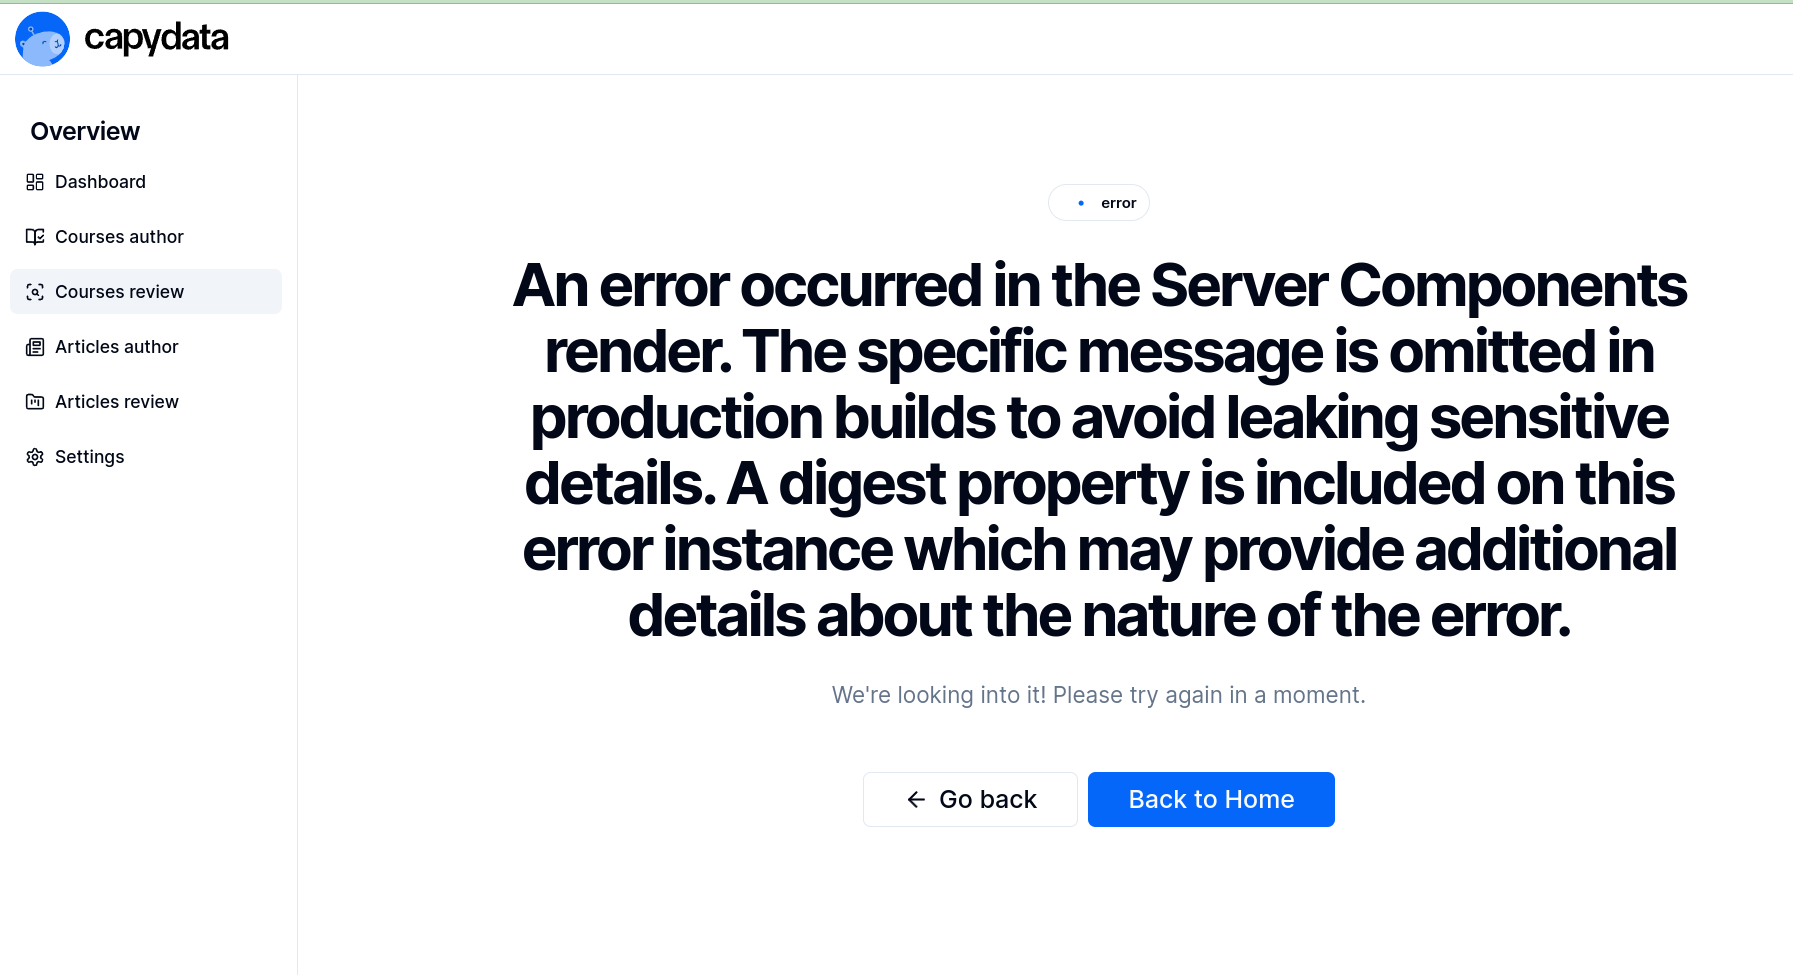 capydata
Overview
Dashboard
Courses author
Courses review
Articles author
Articles review
Settings
error
An error occurred in the Server Components
render. The specific message is omitted in
production builds to avoid leaking sensitive
details. A digest property is included on this
error instance which may provide additional
details about the nature of the error.
We're looking into it! Please try again in a moment.
Go back
Back to Home